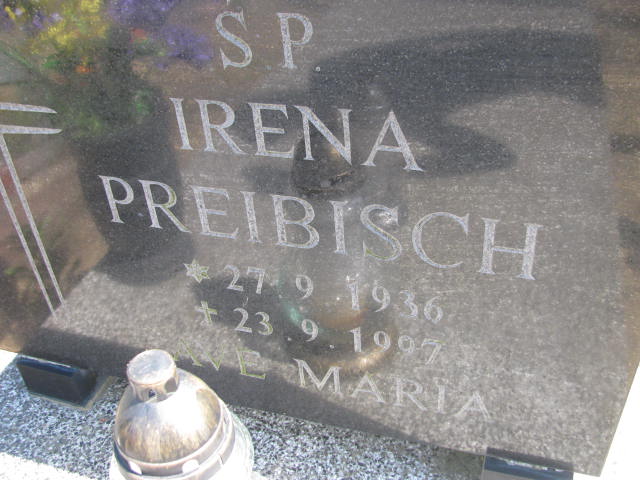 Ś P.
IRENA
PREIBISCH
27 9 1936
23 9 1997
AVE MARIA